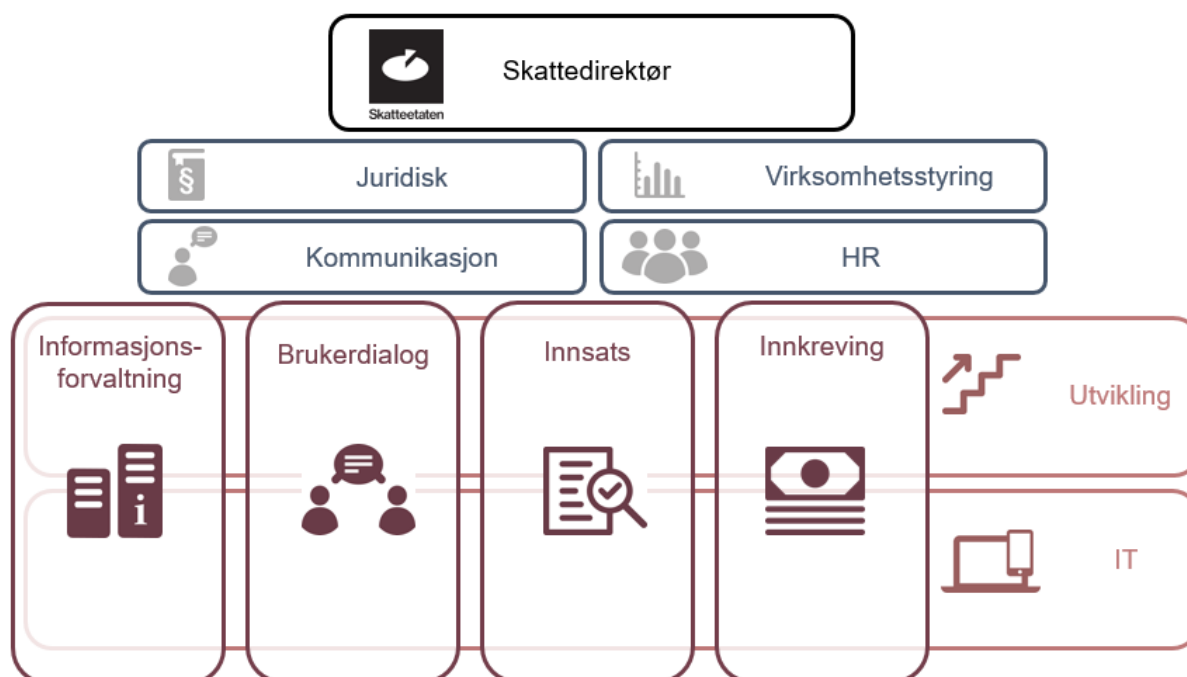 Skattedirektør
Skatteetaten
§
Juridisk
Virksomhetsstyring
Kommunikasjon
HR
Informasjons-
forvaltning
Brukerdialog
Innsats
Innkreving
Utvikling
i
IT